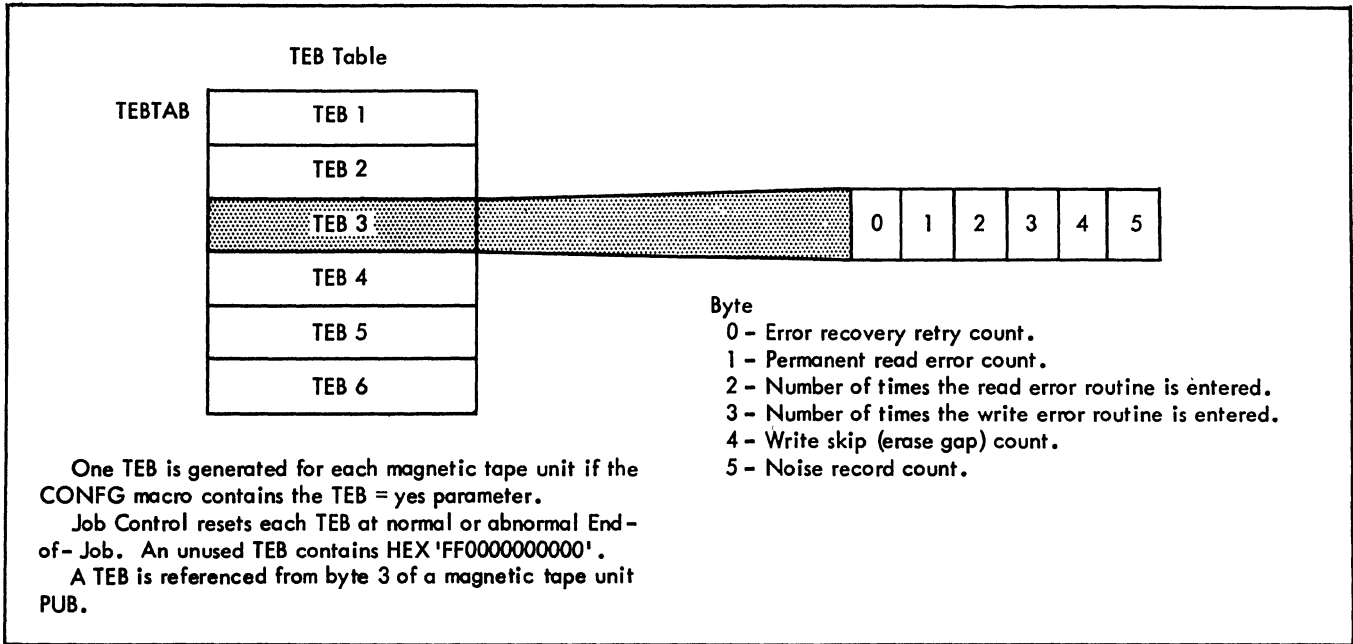 TEB Table
TEBTAB
TEB 1
TEB 2
TEB 3
TEB 4
TEB 5
TEB 6
0 1 2 3 4 5
Byte
0 - Error recovery retry count.
1 - Permanent read error count.
2 - Number of times the read error routine is entered.
3 - Number of times the write error routine is entered.
4 - Write skip (erase gap) count.
5 - Noise record count.
One TEB is generated for each magnetic tape unit if the
CONFG macro contains the TEB = yes parameter.
Job Control resets each TEB at normal or abnormal End-
of-Job. An unused TEB contains HEX 'FF0000000000'.
A TEB is referenced from byte 3 of a magnetic tape unit
PUB.